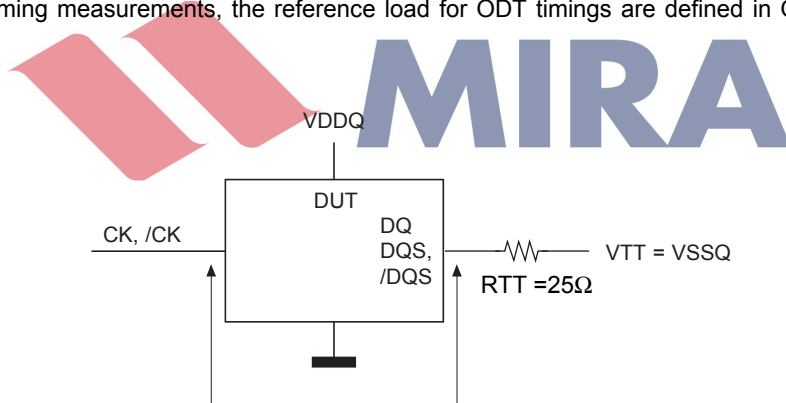 ming measurements, the reference load for ODT timings are defined in
MIRA
VDDQ
DUT
CK, /CK
DQ
DQS,
/DQS
VTT = VSSQ
RTT =25Ω